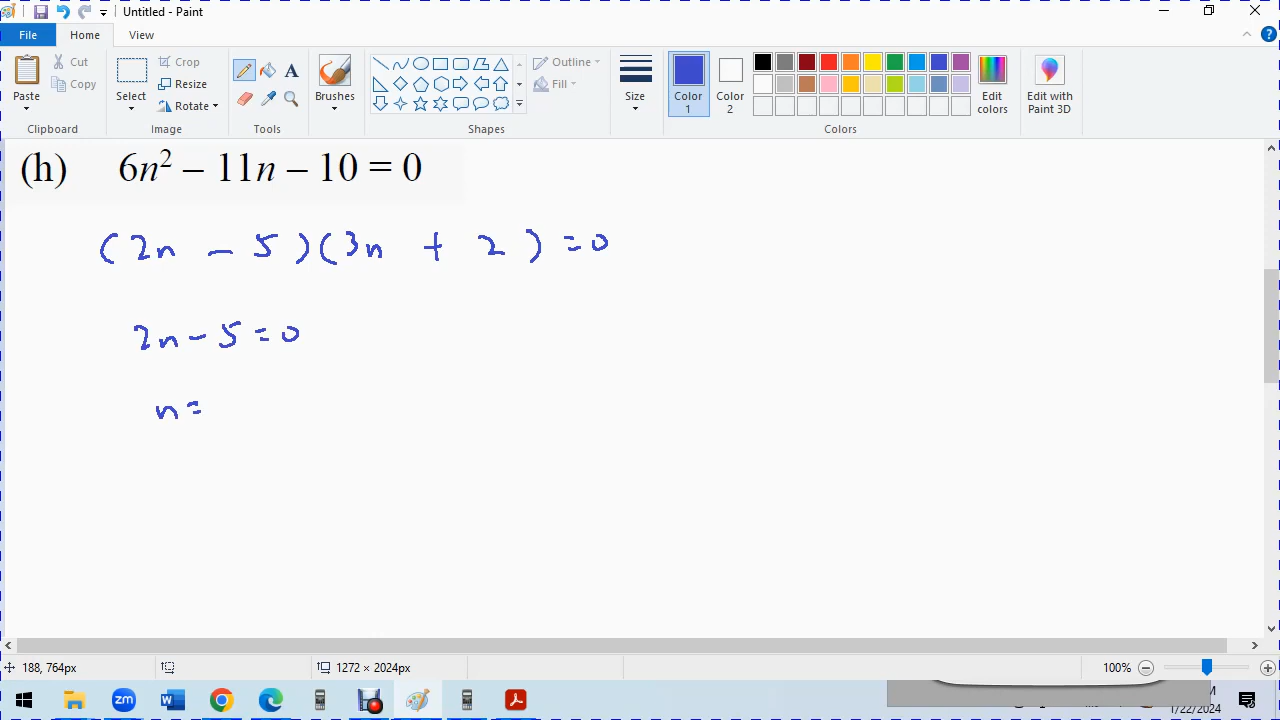 Untitled - Paint
File Home View
Paste Cut Copy Clipboard
Select Crop Resize Rotate Image
Tools
Brushes
Shapes Outline Fill
Size
Color 1 Color 2 Edit colors Colors
Edit with Paint 3D
(h) 6n² – 11n – 10 = 0
(2n - 5)(3n + 2) = 0
2n - 5 = 0
n =
188, 764px 1272 × 2024px 100%
1/22/2024